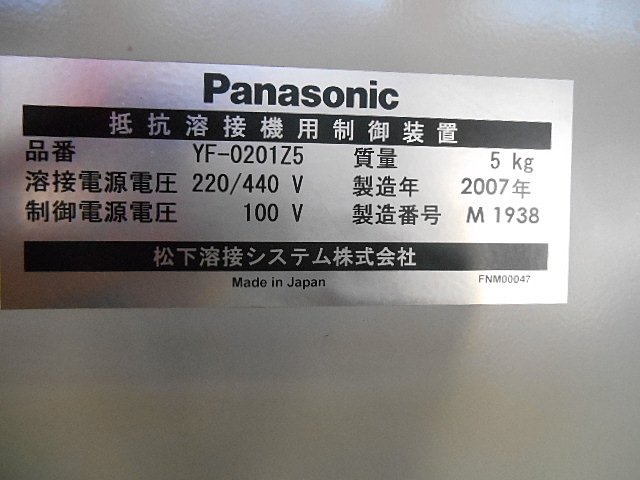 Panasonic
抵抗溶接機用制御装置
品番 YF-0201Z5 質量 5 kg
溶接電源電圧 220/440 V 製造年 2007年
制御電源電圧 100 V 製造番号 M 1938
松下溶接システム株式会社
Made in Japan FNM00047